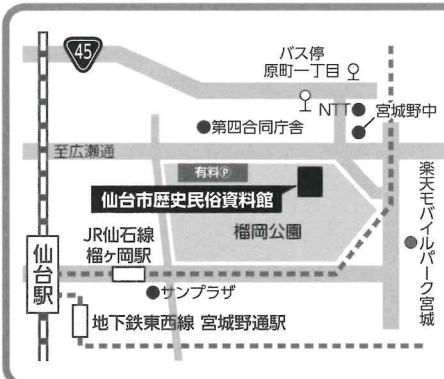 45
バス停
原町一丁目
NTT
宮城野中
第四合同庁舎
至広瀬通
有料Ⓟ
仙台市歴史民俗資料館
榴岡公園
楽天モバイルパーク宮城
JR仙石線
榴ヶ岡駅
仙台駅
サンプラザ
地下鉄東西線 宮城野通駅